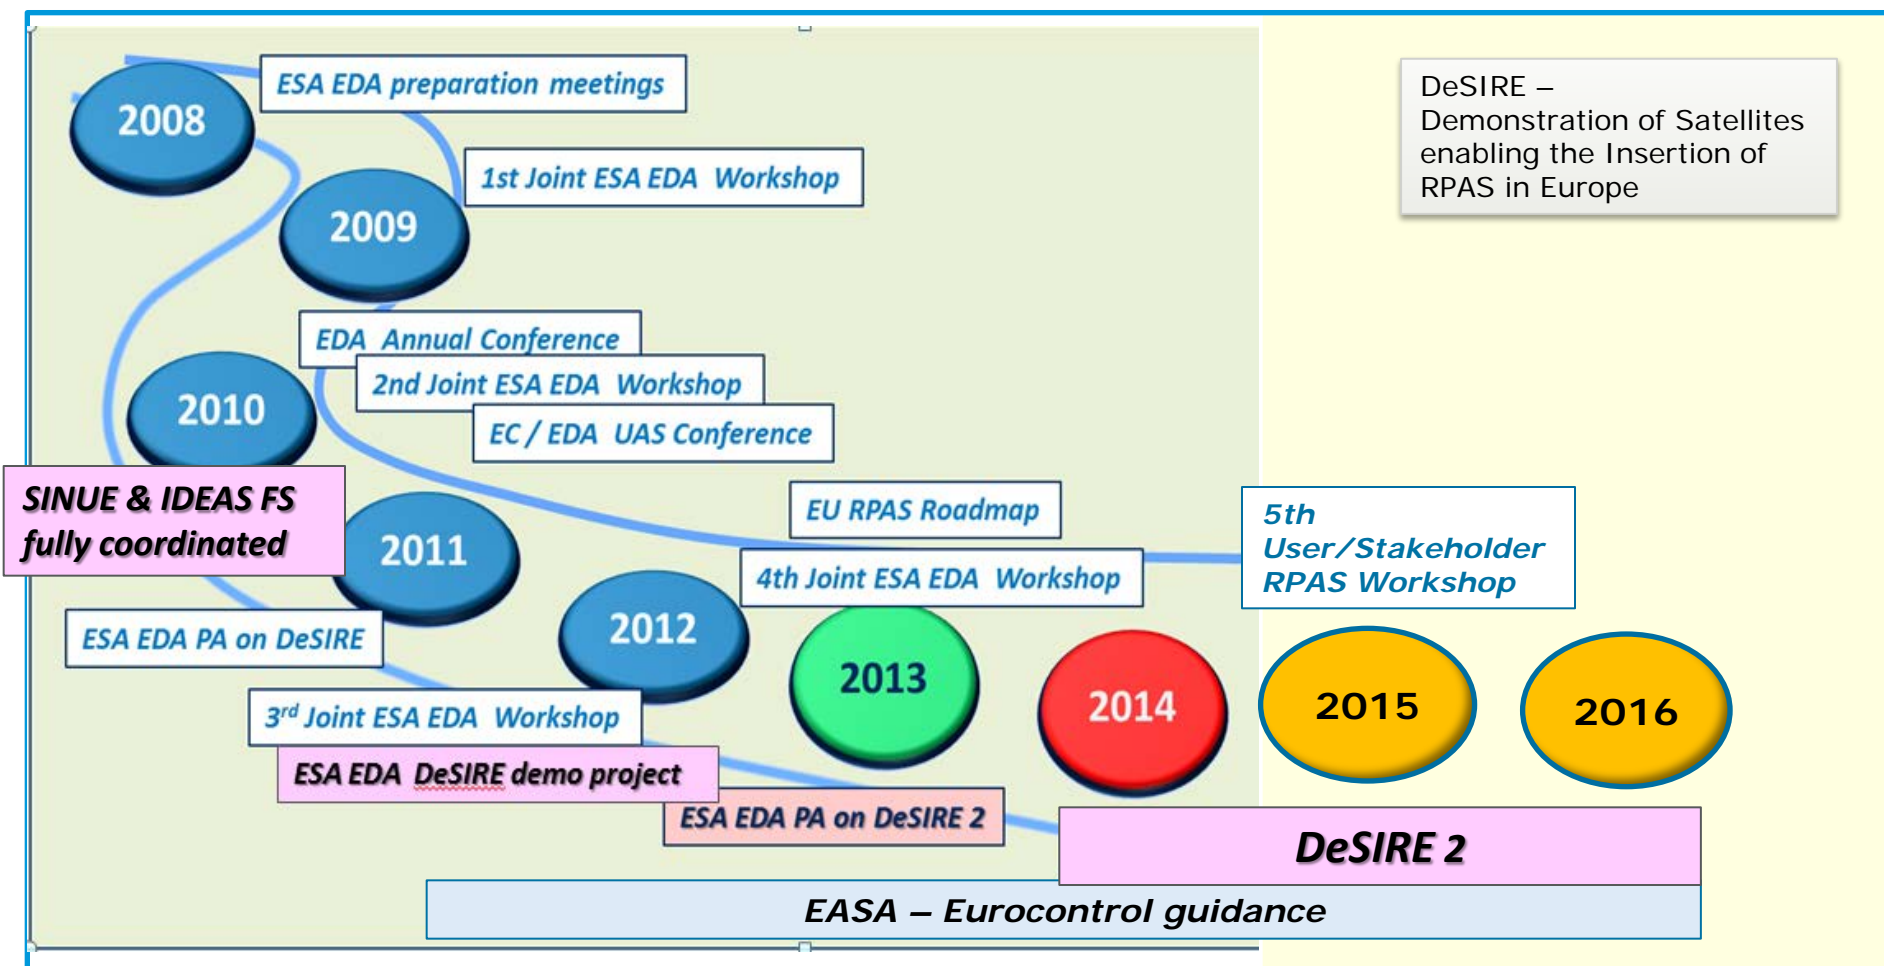 ESA EDA preparation meetings
DeSIRE –
Demonstration of Satellites
enabling the Insertion of
RPAS in Europe
2008
1st Joint ESA EDA Workshop
2009
EDA Annual Conference
2nd Joint ESA EDA Workshop
2010
EC / EDA UAS Conference
SINUE & IDEAS FS
fully coordinated
EU RPAS Roadmap
5th
User/Stakeholder
RPAS Workshop
2011
4th Joint ESA EDA Workshop
ESA EDA PA on DeSIRE
2012
2013
2014
2015
2016
3rd Joint ESA EDA Workshop
ESA EDA DeSIRE demo project
ESA EDA PA on DeSIRE 2
DeSIRE 2
EASA – Eurocontrol guidance